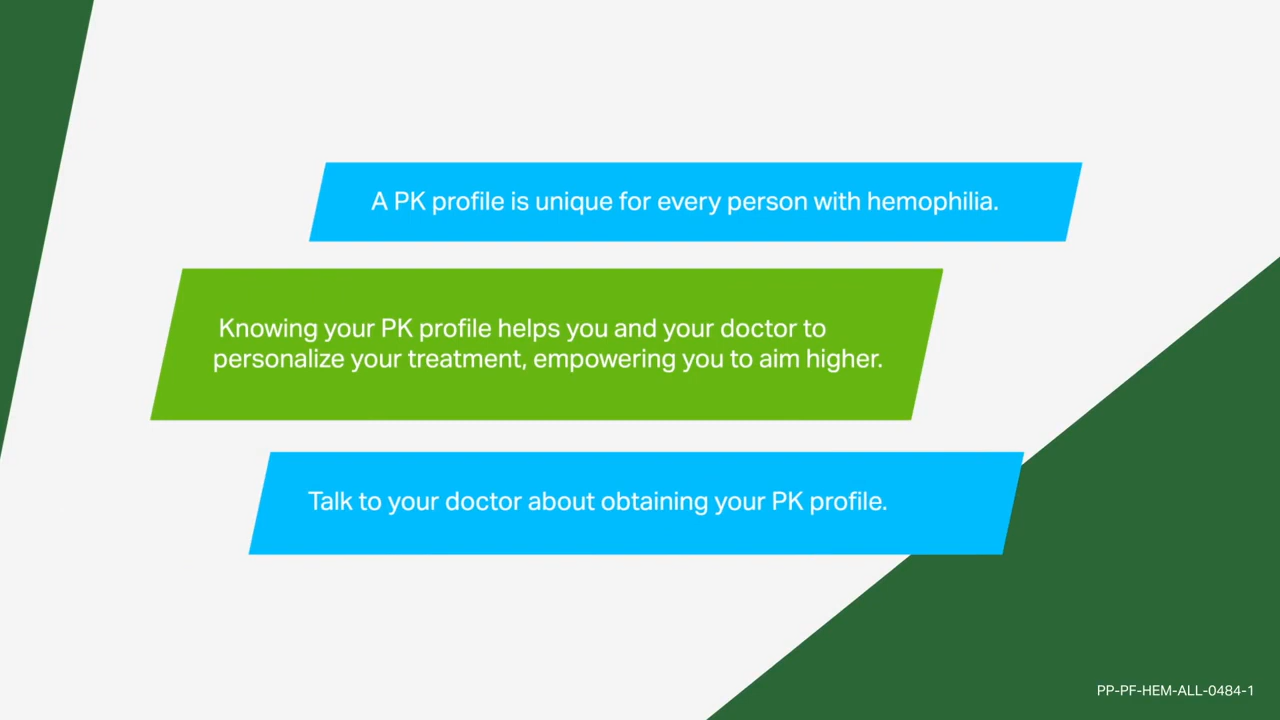 A PK profile is unique for every person with hemophilia.
Knowing your PK profile helps you and your doctor to
personalize your treatment, empowering you to aim higher.
Talk to your doctor about obtaining your PK profile.
PP-PF-HEM-ALL-0484-1